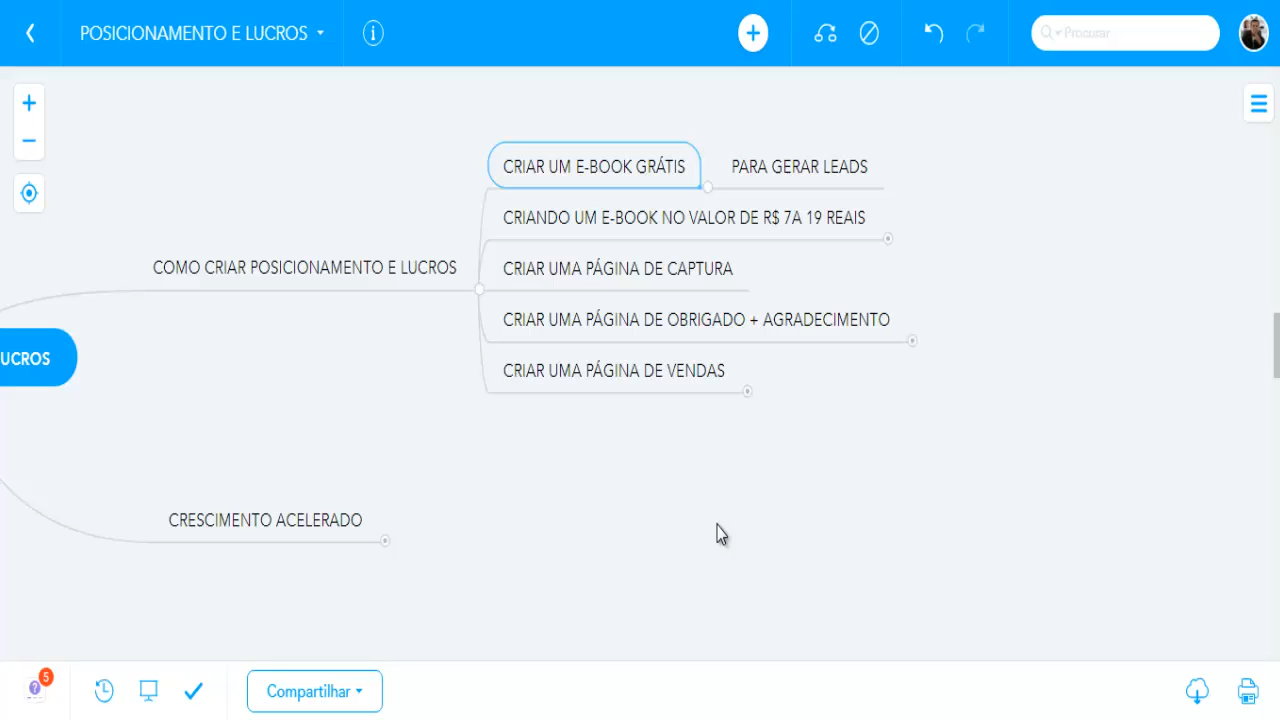 POSICIONAMENTO E LUCROS
Procurar
CRIAR UM E-BOOK GRÁTIS
PARA GERAR LEADS
CRIANDO UM E-BOOK NO VALOR DE R$ 7A 19 REAIS
COMO CRIAR POSICIONAMENTO E LUCROS
CRIAR UMA PÁGINA DE CAPTURA
CRIAR UMA PÁGINA DE OBRIGADO + AGRADECIMENTO
UCROS
CRIAR UMA PÁGINA DE VENDAS
CRESCIMENTO ACELERADO
5
Compartilhar